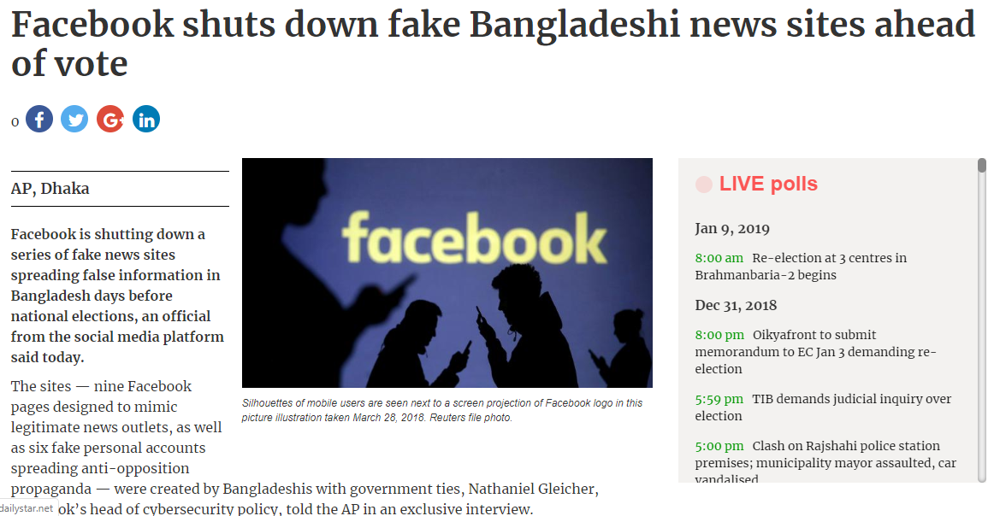 Facebook shuts down fake Bangladeshi news sites ahead
of vote
0
AP, Dhaka
Facebook is shutting down a
series of fake news sites
spreading false information in
Bangladesh days before
national elections, an official
from the social media platform
said today.
The sites — nine Facebook
pages designed to mimic
legitimate news outlets, as well
as six fake personal accounts
spreading anti-opposition
propaganda — were created by Bangladeshis with government ties, Nathaniel Gleicher,
ok's head of cybersecurity policy, told the AP in an exclusive interview.
dailystar.net
facebook
Silhouettes of mobile users are seen next to a screen projection of Facebook logo in this
picture illustration taken March 28, 2018. Reuters file photo.
LIVE polls
Jan 9, 2019
8:00 am Re-election at 3 centres in
Brahmanbaria-2 begins
Dec 31, 2018
8:00 pm Oikyafront to submit
memorandum to EC Jan 3 demanding re-
election
5:59 pm TIB demands judicial inquiry over
election
5:00 pm Clash on Rajshahi police station
premises; municipality mayor assaulted, car
vandalised